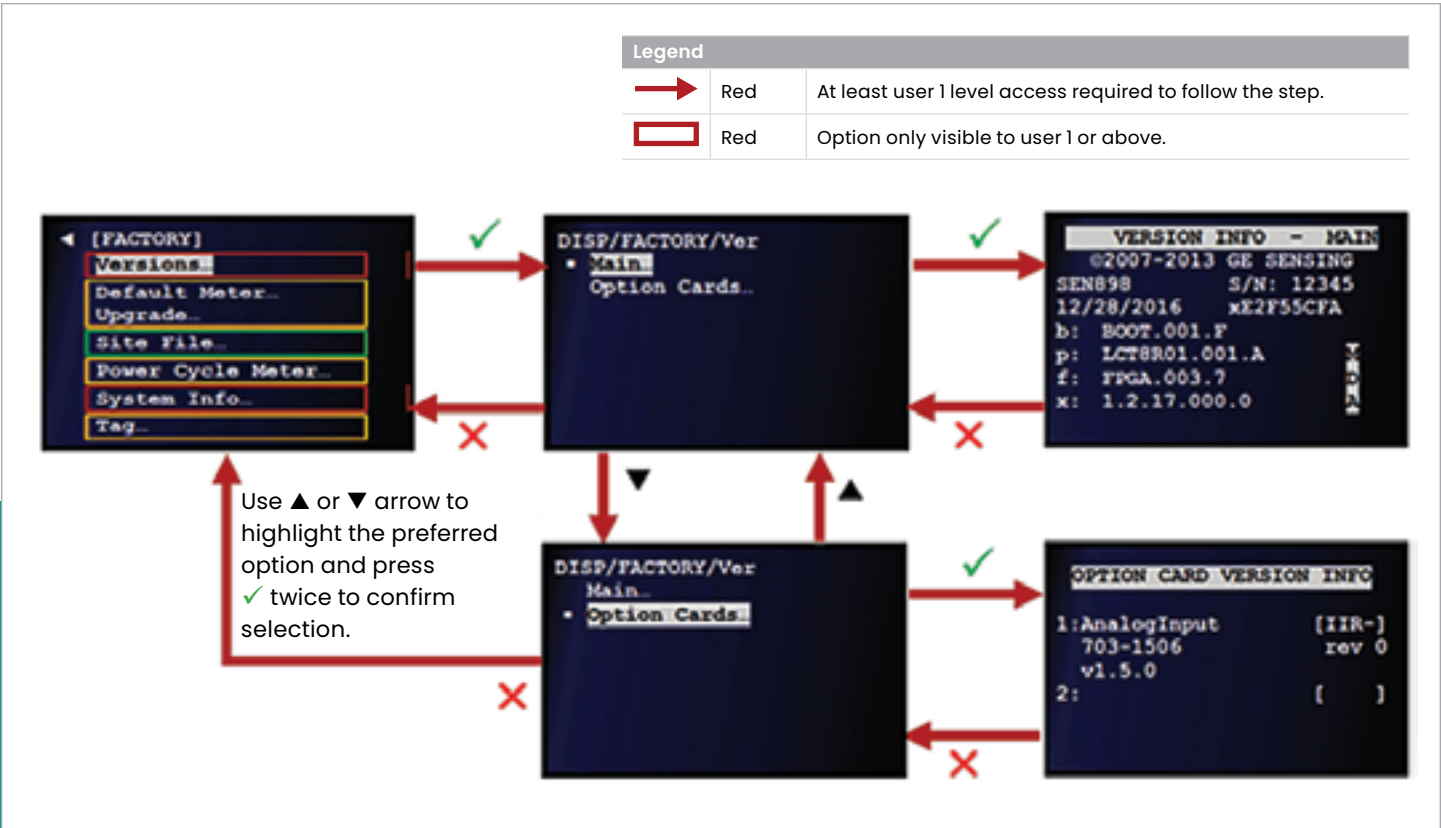 Legend
Red At least user 1 level access required to follow the step.
Red Option only visible to user 1 or above.
[FACTORY]
Versions…
Default Meter…
Upgrade…
Site File…
Power Cycle Meter…
System Info…
Tag…
DISP/FACTORY/Ver
Main…
Option Cards…
VERSION INFO - MAIN
©2007-2013 GE SENSING
SEN898 S/N: 12345
12/28/2016 xE2F55CFA
b: BOOT.001.F
p: LCT8R01.001.A
f: FPGA.003.7
x: 1.2.17.000.0
Use ▲ or ▼ arrow to
highlight the preferred
option and press
✓ twice to confirm
selection.
DISP/FACTORY/Ver
Main…
Option Cards…
OPTION CARD VERSION INFO
1:AnalogInput [IIR-]
703-1506 rev 0
v1.5.0
2: [ ]